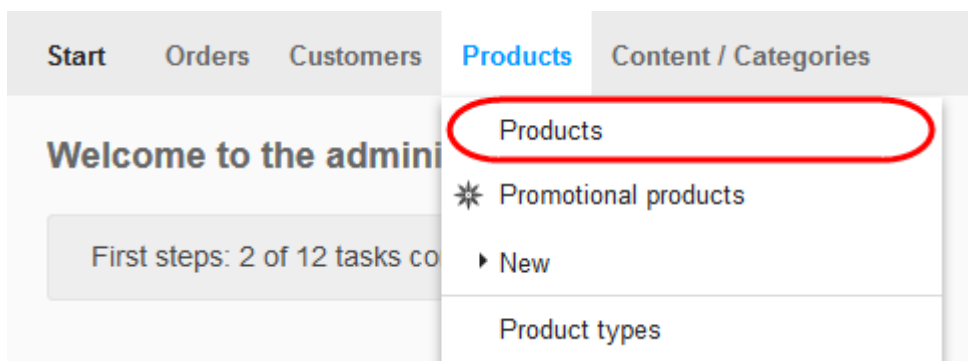 Start Orders Customers Products Content / Categories
Products
Welcome to the admini
Promotional products
First steps: 2 of 12 tasks co
New
Product types